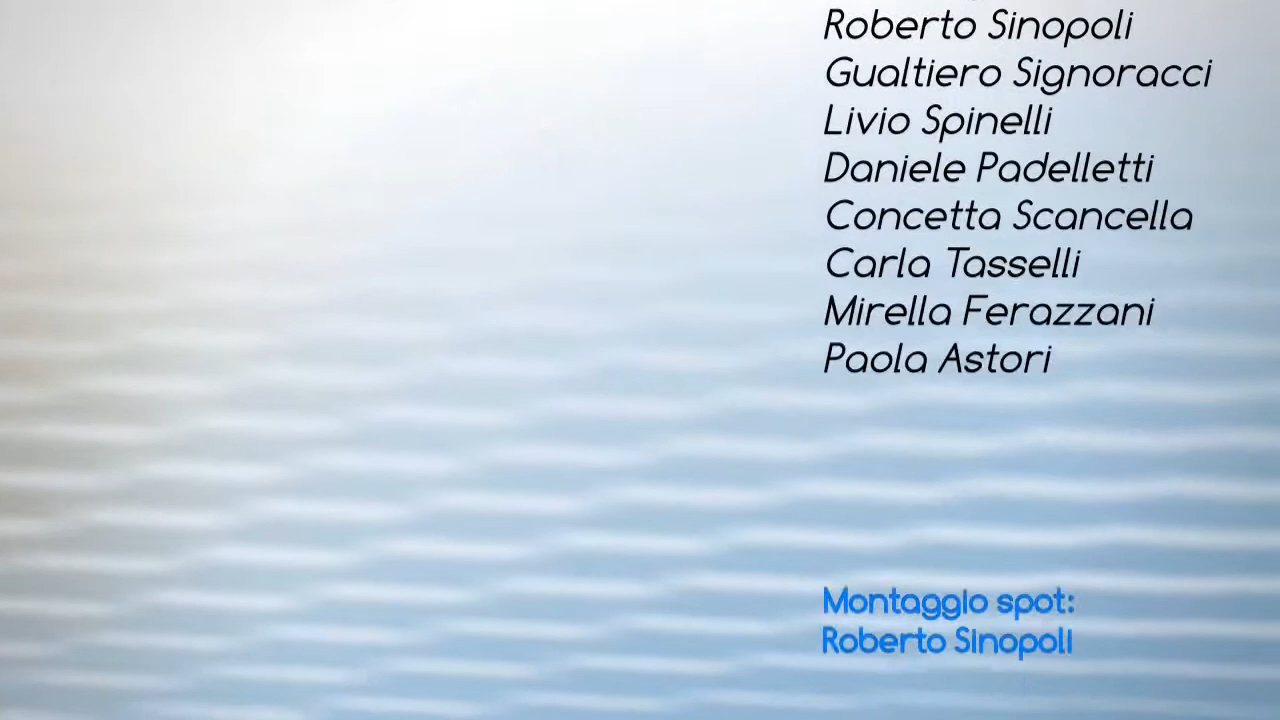 Roberto Sinopoli
Gualtiero Signoracci
Livio Spinelli
Daniele Padelletti
Concetta Scancella
Carla Tasselli
Mirella Ferazzani
Paola Astori
Montaggio spot:
Roberto Sinopoli